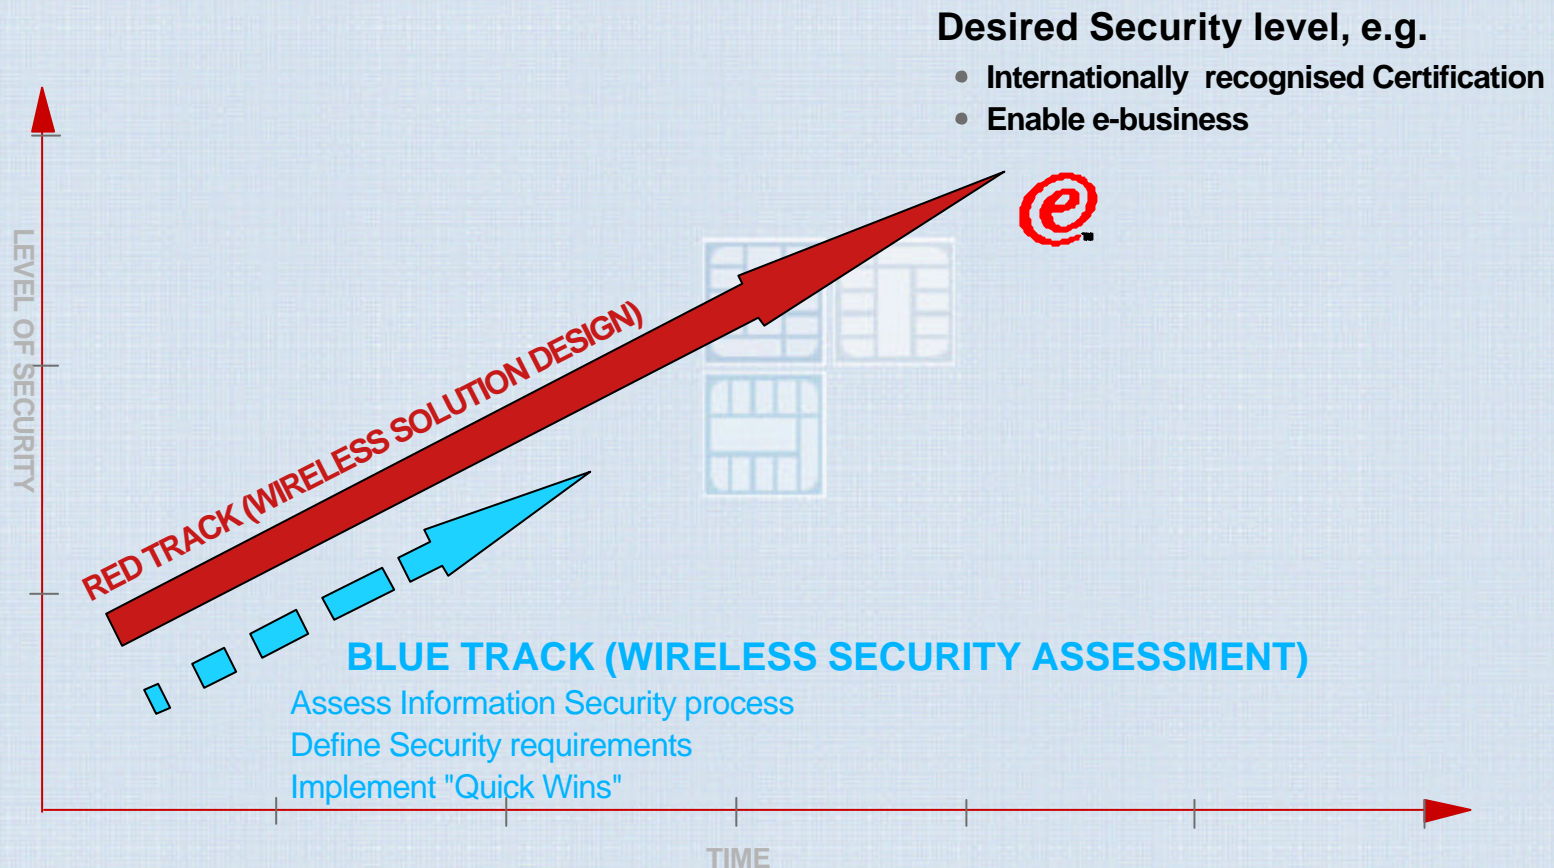 Desired Security level, e.g.
• Internationally recognised Certification
• Enable e-business
e
TM
LEVEL OF SECURITY
RED TRACK (WIRELESS SOLUTION DESIGN)
BLUE TRACK (WIRELESS SECURITY ASSESSMENT)
Assess Information Security process
Define Security requirements
Implement "Quick Wins"
TIME